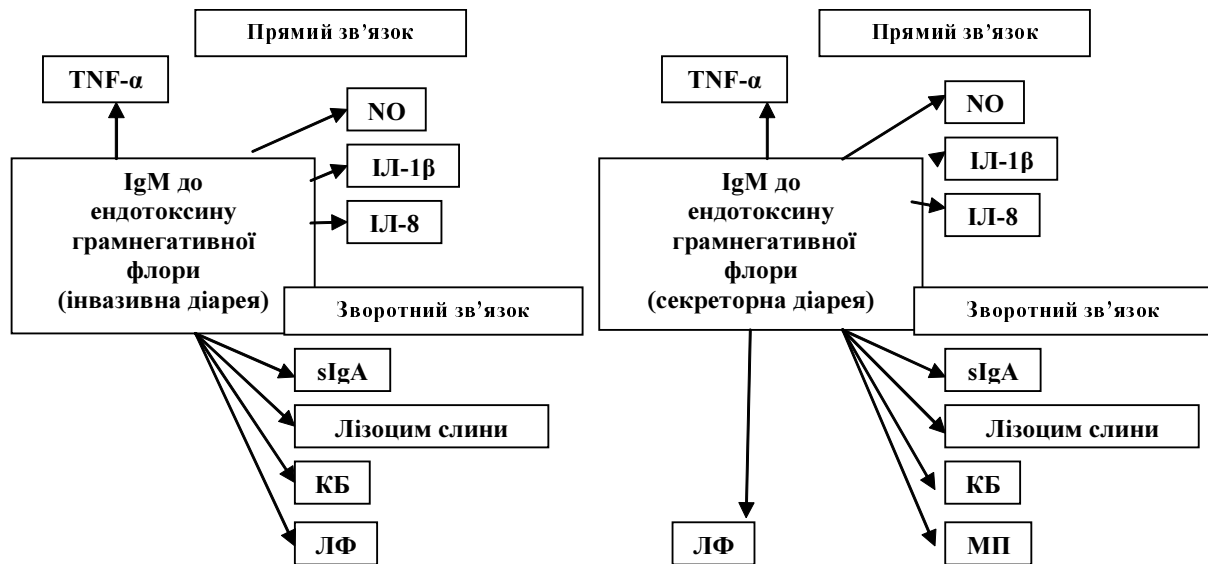 Прямий зв’язок
TNF-α
NO
ІЛ-1β
ІЛ-8
IgM до
ендотоксину
грамнегативної
флори
(інвазивна діарея)
Зворотний зв’язок
sIgA
Лізоцим слини
КБ
ЛФ
Прямий зв’язок
TNF-α
NO
ІЛ-1β
ІЛ-8
IgM до
ендотоксину
грамнегативної
флори
(секреторна діарея)
Зворотний зв’язок
sIgA
Лізоцим слини
КБ
ЛФ
МП